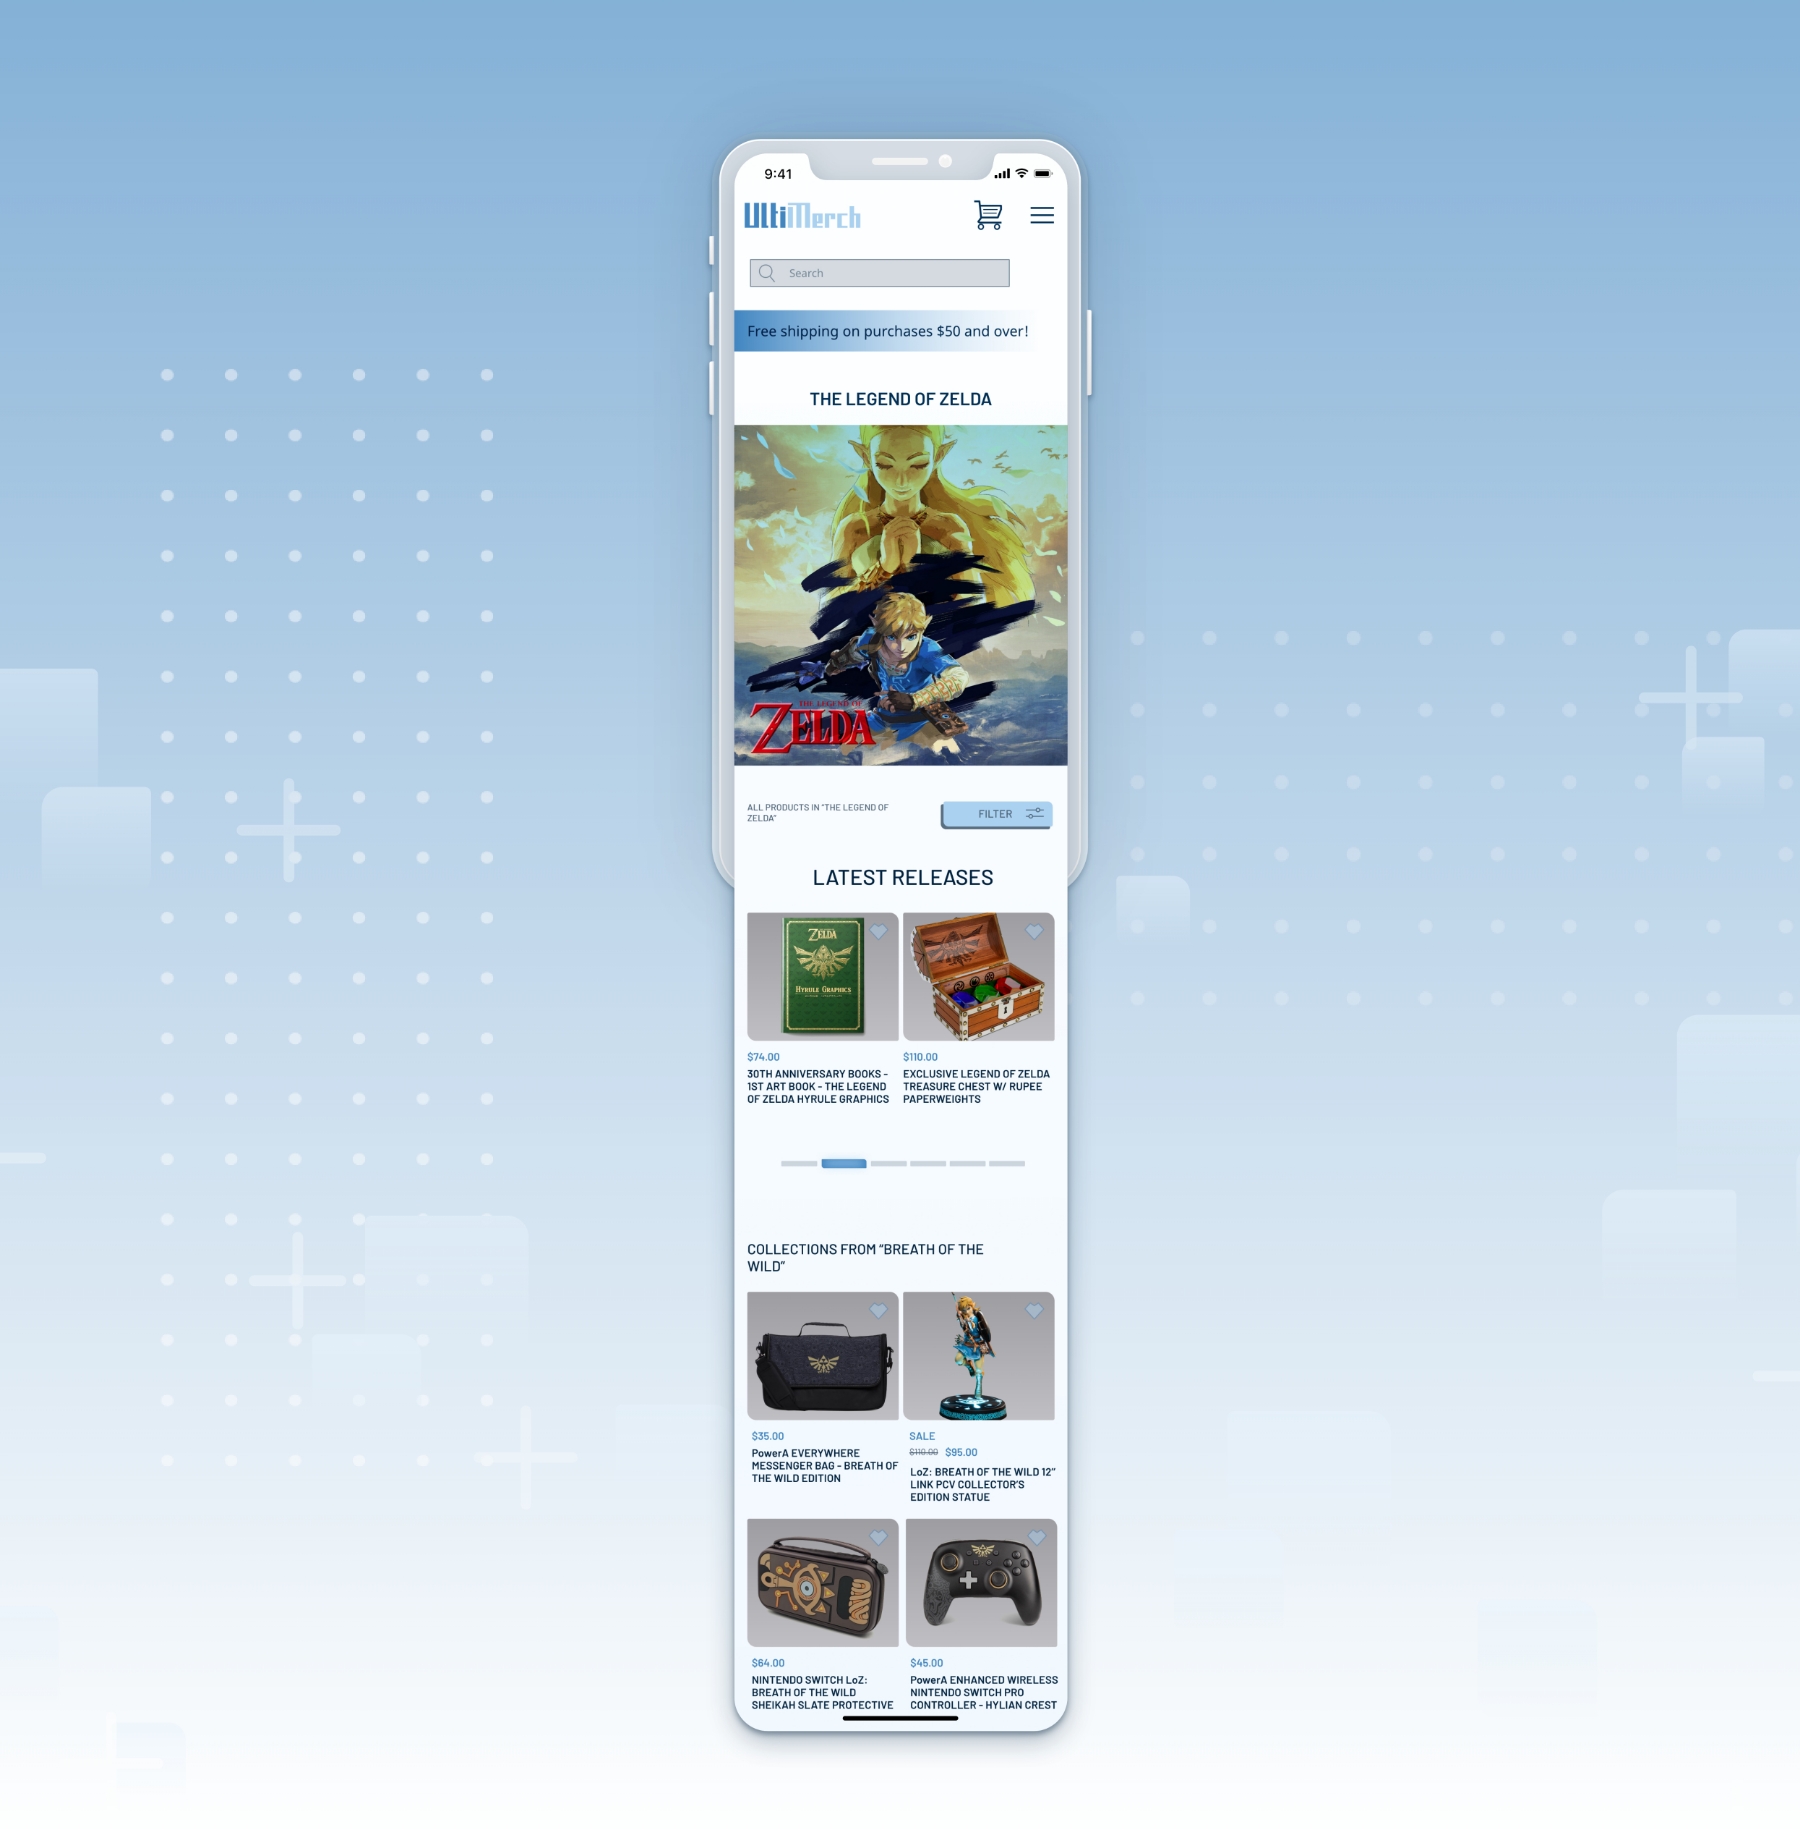 9:41
UltiMerch
Search
Free shipping on purchases $50 and over!
THE LEGEND OF ZELDA
THE LEGEND OF
ZELDA
ALL PRODUCTS IN "THE LEGEND OF
ZELDA"
FILTER
LATEST RELEASES
ZELDA
HYRULE GRAPHICS
$74.00
30TH ANNIVERSARY BOOKS -
1ST ART BOOK - THE LEGEND
OF ZELDA HYRULE GRAPHICS
$110.00
EXCLUSIVE LEGEND OF ZELDA
TREASURE CHEST W/ RUPEE
PAPERWEIGHTS
COLLECTIONS FROM “BREATH OF THE
WILD”
$35.00
PowerA EVERYWHERE
MESSENGER BAG - BREATH OF
THE WILD EDITION
SALE
$110.00 $95.00
LoZ: BREATH OF THE WILD 12”
LINK PCV COLLECTOR'S
EDITION STATUE
$64.00
NINTENDO SWITCH LoZ:
BREATH OF THE WILD
SHEIKAH SLATE PROTECTIVE
$45.00
PowerA ENHANCED WIRELESS
NINTENDO SWITCH PRO
CONTROLLER - HYLIAN CREST